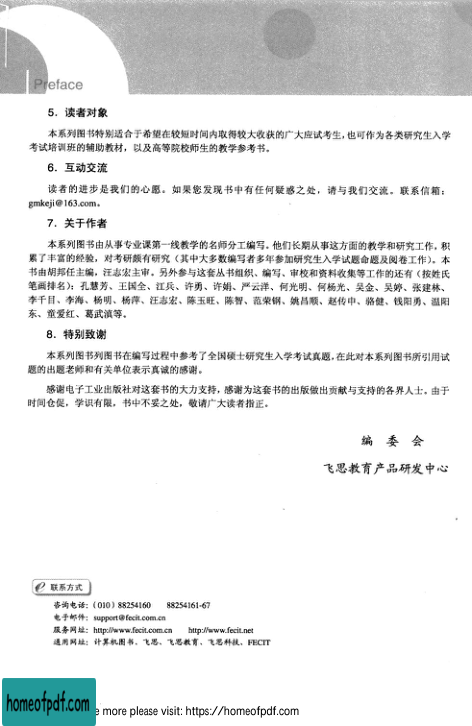 Preface
5．读者对象
本系列图书特别适合于希望在较短时间内取得较大收获的广大应试考生，也可作为各类研究生入学
考试培训班的辅助教材，以及高等院校师生的教学参考书。
6．互动交流
读者的进步是我们的心愿。如果您发现书中有任何疑惑之处，请与我们交流。联系信箱：
gmkeji@163.com。
7．关于作者
本系列图书由从事专业课第一线教学的名师分工编写。他们长期从事这方面的教学和研究工作，积
累了丰富的经验，对考研颇有研究（其中大多数编写者多年参加研究生入学试题命题及阅卷工作）。本
书由胡邦任主编，汪志宏主审。另外参与这套丛书组织、编写、审校和资料收集等工作的还有（按姓氏
笔画排名）：孔慧芳、王国全、江兵、许勇、许娟、严云洋、何光明、何杨光、吴金、吴婷、张建林、
李千目、李海、杨明、杨萍、汪志宏、陈玉旺、陈智、范荣钢、姚昌顺、赵传申、骆健、钱阳勇、温阳
东、童爱红、葛武滇等。
8．特别致谢
本系列图书列图书在编写过程中参考了全国硕士研究生入学考试真题，在此对本系列图书所引用试
题的出题老师和有关单位表示真诚的感谢。
感谢电子工业出版社对这套书的大力支持，感谢为这套书的出版做出贡献与支持的各界人士。由于
时间仓促，学识有限，书中不妥之处，敬请广大读者指正。
编 委 会
飞思教育产品研发中心
联系方式
咨询电话：（010）88254160 88254161-67
电子邮件：support@fecit.com.cn
服务网址：http://www.fecit.com.cn http://www.fecit.net
通用网址：计算机图书、飞思、飞思教育、飞思科技、FECIT
homeofpdf.com
e more please visit: https://homeofpdf.com